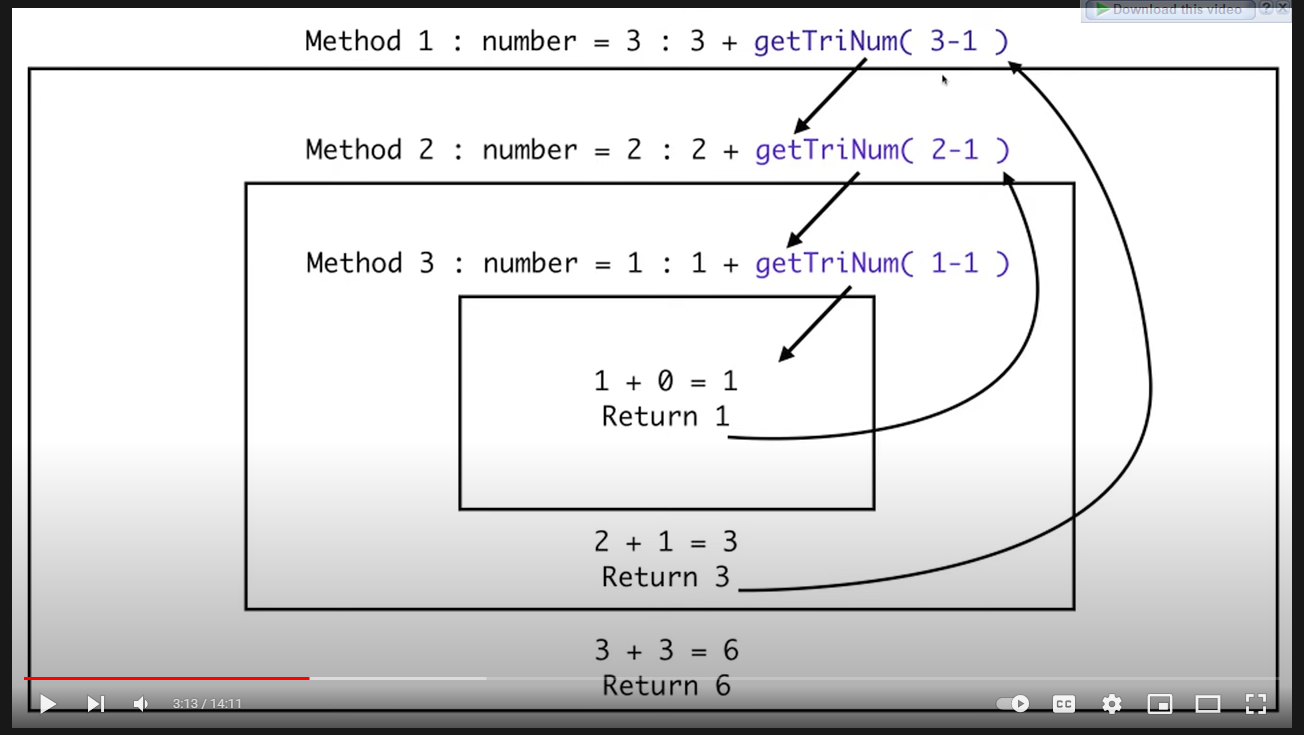 Download this video
Method 1 : number = 3 : 3 + getTriNum( 3-1 )
Method 2 : number = 2 : 2 + getTriNum( 2-1 )
Method 3 : number = 1 : 1 + getTriNum( 1-1 )
1 + 0 = 1
Return 1
2 + 1 = 3
Return 3
3 + 3 = 6
Return 6
3:13 / 14:11
CC